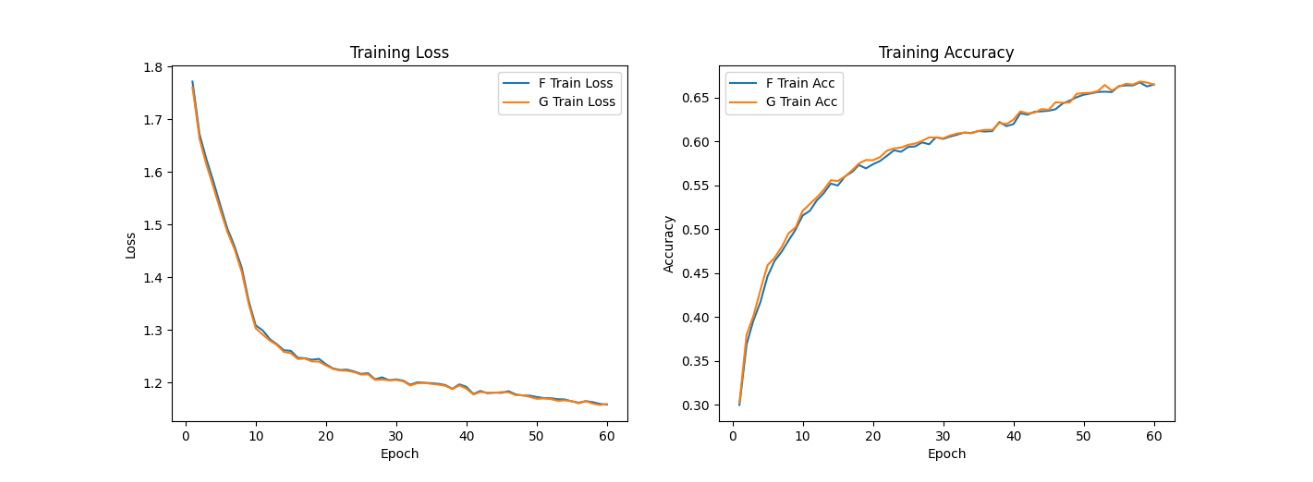 Training Loss
F Train Loss
G Train Loss
1.8
1.7
1.6
1.5
1.4
1.3
1.2
Loss
0 10 20 30 40 50 60
Epoch
Training Accuracy
F Train Acc
G Train Acc
0.65
0.60
0.55
0.50
0.45
0.40
0.35
0.30
Accuracy
0 10 20 30 40 50 60
Epoch